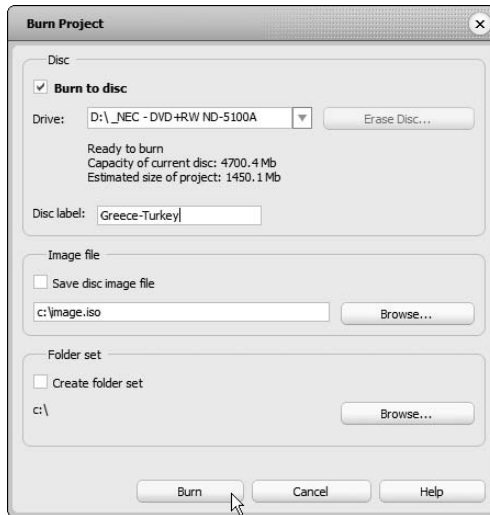 Burn Project
Disc
Burn to disc
Drive: D:\ _NEC - DVD+RW ND-5100A Erase Disc...
Ready to burn
Capacity of current disc: 4700.4 Mb
Estimated size of project: 1450.1 Mb
Disc label: Greece-Turkey
Image file
Save disc image file
c:\image.iso Browse...
Folder set
Create folder set
c:\ Browse...
Burn Cancel Help